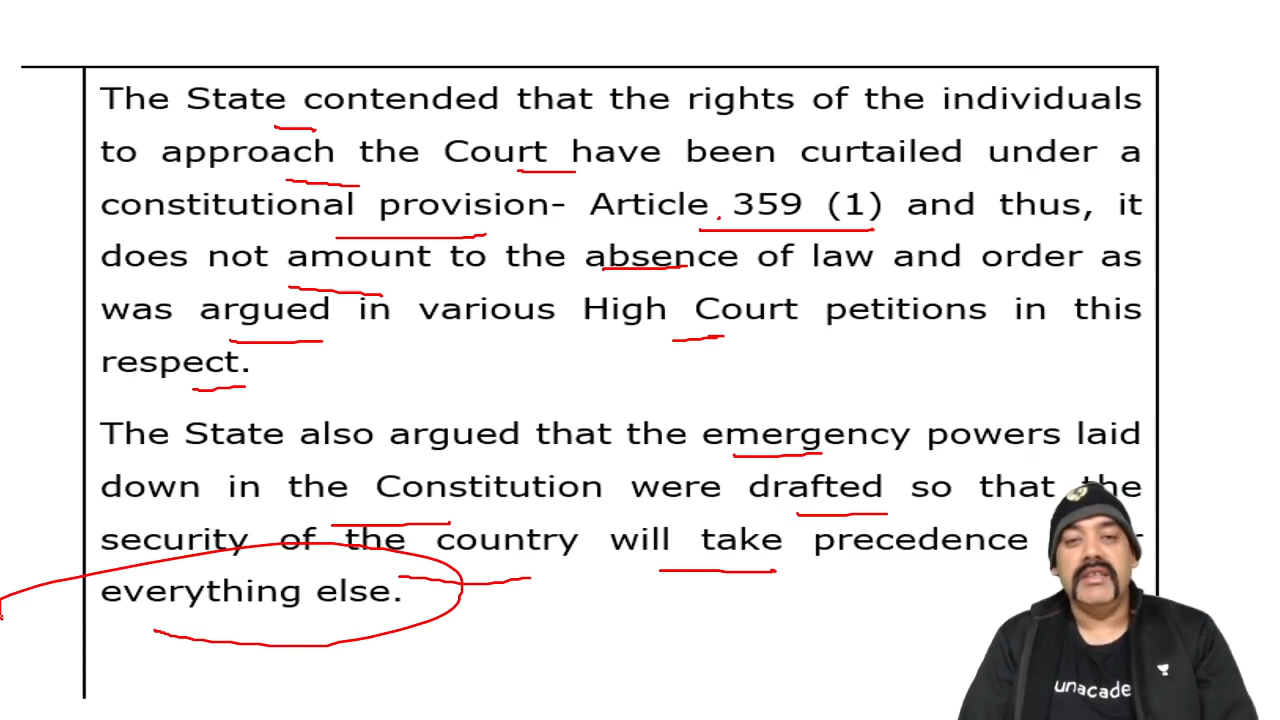 The State contended that the rights of the individuals
to approach the Court have been curtailed under a
constitutional provision- Article 359 (1) and thus, it
does not amount to the absence of law and order as
was argued in various High Court petitions in this
respect.
The State also argued that the emergency powers laid
down in the Constitution were drafted so that the
security of the country will take precedence
everything else.
unacade